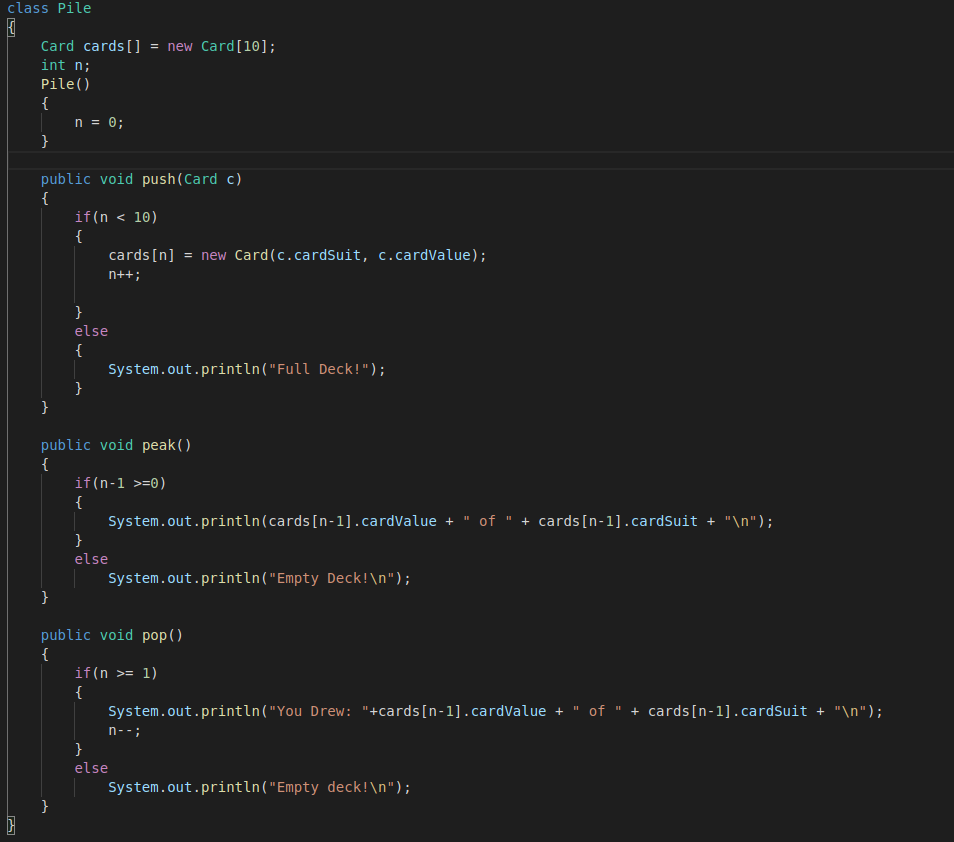 class Pile
{
    Card cards[] = new Card[10];
    int n;
    Pile()
    {
        n = 0;
    }

    public void push(Card c)
    {
        if(n < 10)
        {
            cards[n] = new Card(c.cardSuit, c.cardValue);
            n++;

        }
        else
        {
            System.out.println("Full Deck!");
        }
    }

    public void peak()
    {
        if(n-1 >=0)
        {
            System.out.println(cards[n-1].cardValue + " of " + cards[n-1].cardSuit + "\n");
        }
        else
            System.out.println("Empty Deck!\n");
    }

    public void pop()
    {
        if(n >= 1)
        {
            System.out.println("You Drew: "+cards[n-1].cardValue + " of " + cards[n-1].cardSuit + "\n");
            n--;
        }
        else
            System.out.println("Empty deck!\n");
    }
}